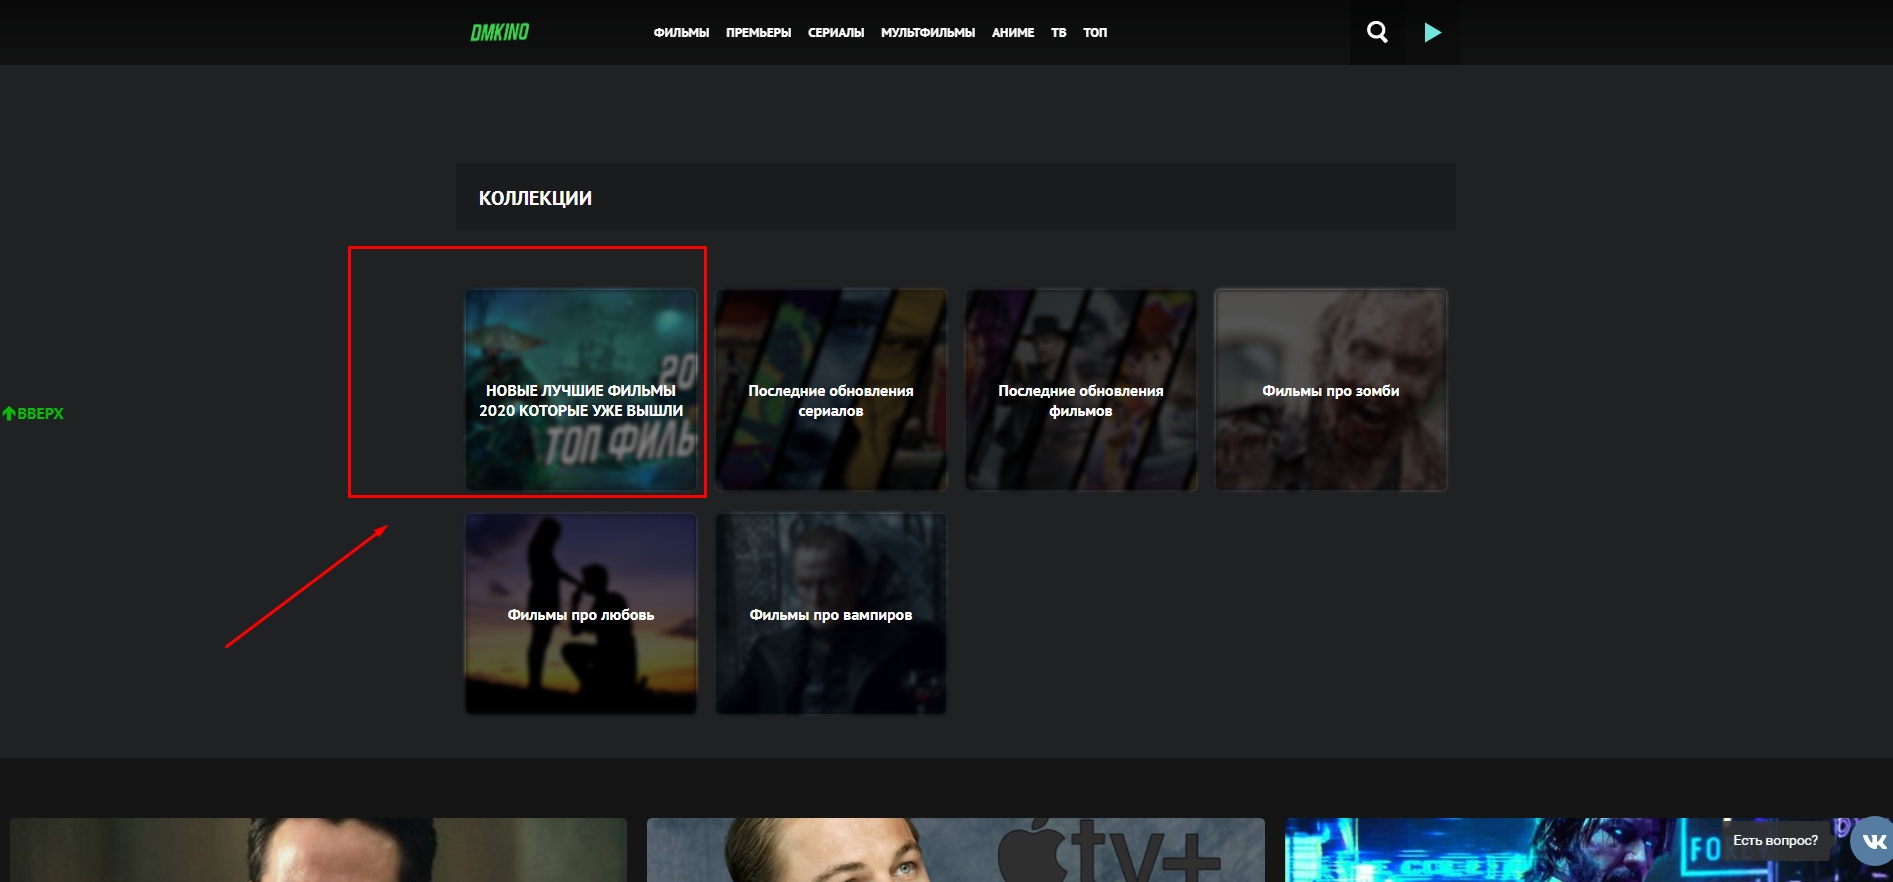 DMKINO
ФИЛЬМЫ ПРЕМЬЕРЫ СЕРИАЛЫ МУЛЬТФИЛЬМЫ АНИМЕ ТВ ТОП
КОЛЛЕКЦИИ
20
НОВЫЕ ЛУЧШИЕ ФИЛЬМЫ
2020 КОТОРЫЕ УЖЕ ВЫШЛИ
ТОП ФИЛЬ
Последние обновления
сериалов
Последние обновления
фильмов
Фильмы про зомби
ВВЕРХ
Фильмы про любовь
Фильмы про вампиров
tv+
FO
Есть вопрос?